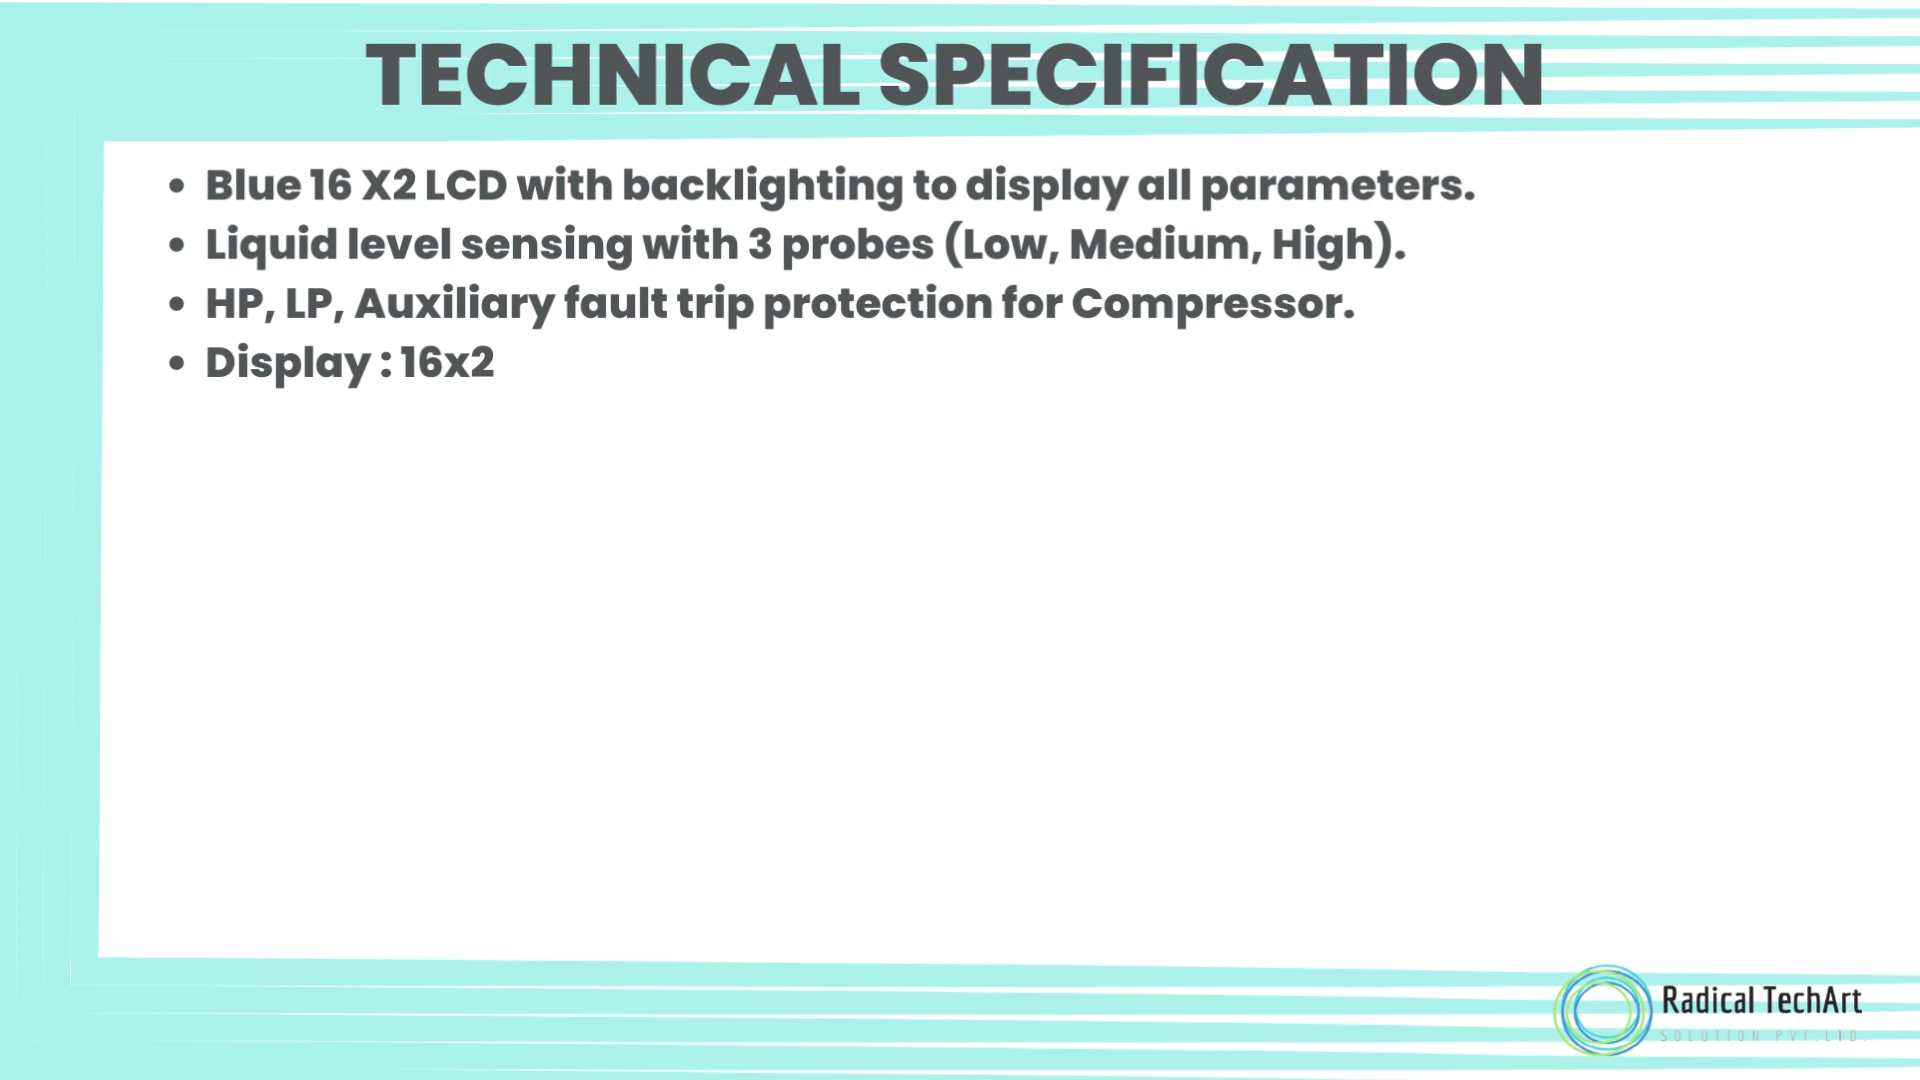 TECHNICAL SPECIFICATION
• Blue 16 X2 LCD with backlighting to display all parameters.
• Liquid level sensing with 3 probes (Low, Medium, High).
• HP, LP, Auxiliary fault trip protection for Compressor.
• Display : 16x2
Radical TechArt
SOLUTION PVT.LTD.